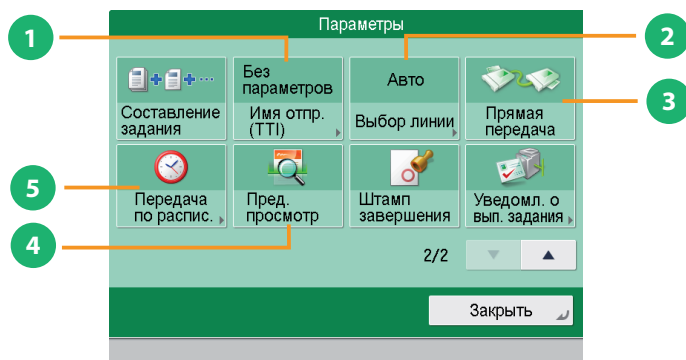 Параметры
1
2
3
4
5
Составление
задания
Без
параметров
Имя отпр.
(TTI)
Авто
Выбор линии
Прямая
передача
Передача
по распис.
Пред.
просмотр
Штамп
завершения
Уведомл. о
вып. задания
2/2
Закрыть